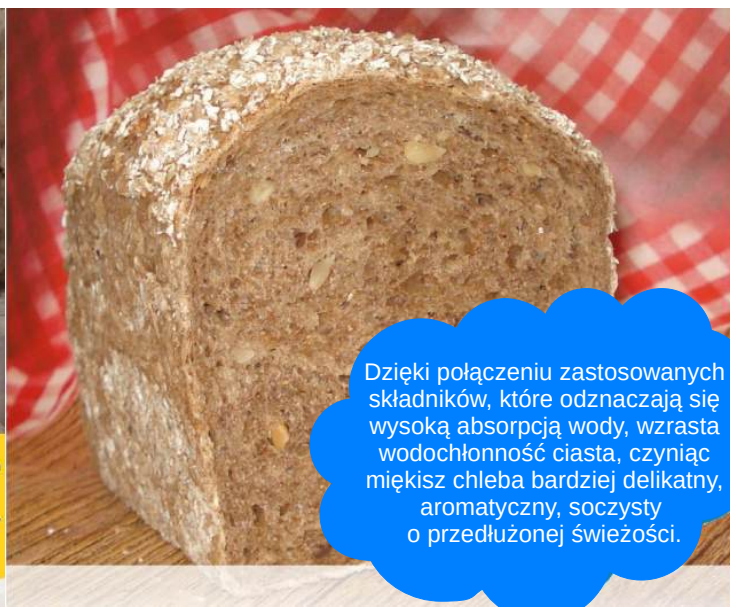 Dzięki połączeniu zastosowanych
składników, które odznaczają się
wysoką absorpcją wody, wzrasta
wodochłonność ciasta, czyniąc
miękisz chleba bardziej delikatny,
aromatyczny, soczysty
o przedłużonej świeżości.